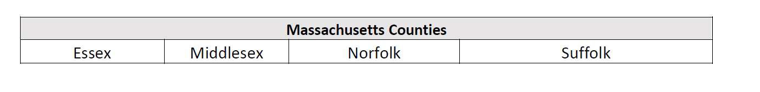 Massachusetts Counties
Essex Middlesex Norfolk Suffolk